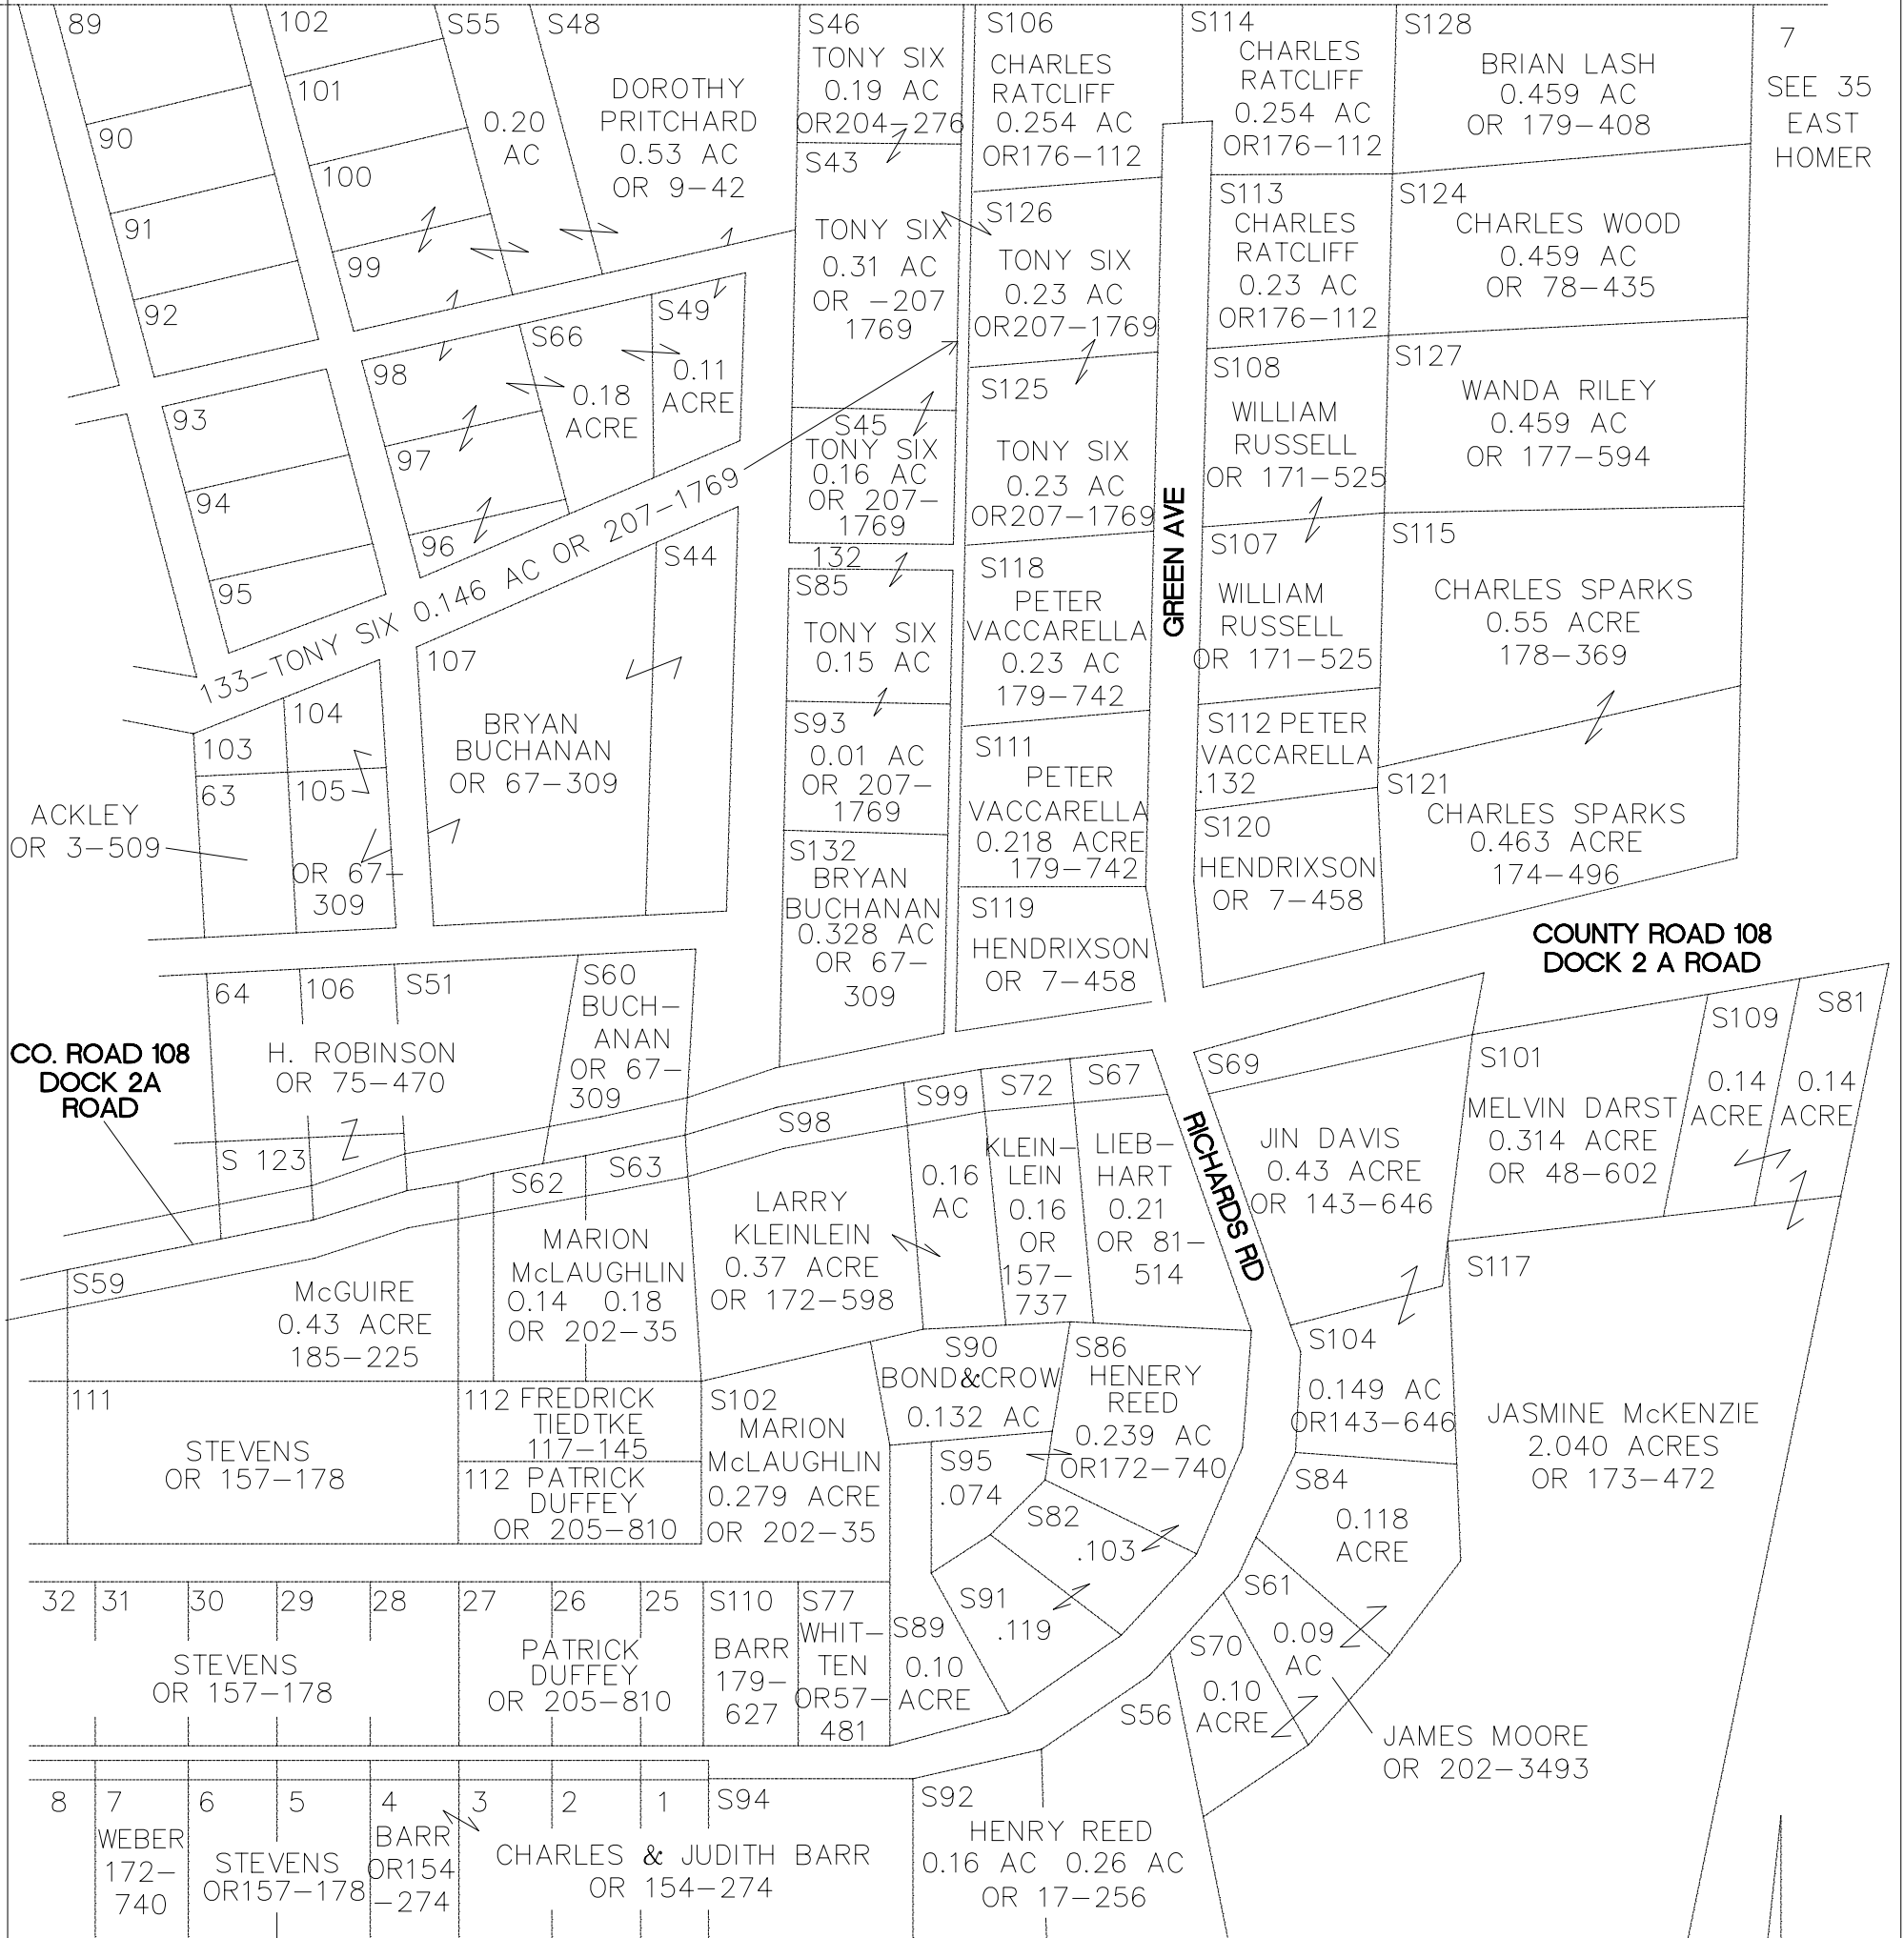 89
90
91
92
93
94
95
102
101
100
99
98
97
96
S55
0.20
AC
S48
DOROTHY
PRITCHARD
0.53 AC
OR 9-42
S66
0.18
ACRE
S49
0.11
ACRE
S46
TONY SIX
0.19 AC
OR204-276
S43
TONY SIX
0.31 AC
OR -207
1769
S45
TONY SIX
0.16 AC
OR 207-
1769
132
S85
TONY SIX
0.15 AC
S93
0.01 AC
OR 207-
1769
S132
BRYAN
BUCHANAN
0.328 AC
OR 67-
309
S106
CHARLES
RATCLIFF
0.254 AC
OR176-112
S126
TONY SIX
0.23 AC
OR207-1769
S125
TONY SIX
0.23 AC
OR207-1769
S118
PETER
VACCARELLA
0.23 AC
179-742
S111
PETER
VACCARELLA
0.218 ACRE
179-742
S119
HENDRIXSON
OR 7-458
GREEN AVE
S114
CHARLES
RATCLIFF
0.254 AC
OR176-112
S113
CHARLES
RATCLIFF
0.23 AC
OR176-112
S108
WILLIAM
RUSSELL
OR 171-525
S107
WILLIAM
RUSSELL
OR 171-525
S112 PETER
VACCARELLA
.132
S120
HENDRIXSON
OR 7-458
S128
BRIAN LASH
0.459 AC
OR 179-408
S124
CHARLES WOOD
0.459 AC
OR 78-435
S127
WANDA RILEY
0.459 AC
OR 177-594
S115
CHARLES SPARKS
0.55 ACRE
178-369
S121
CHARLES SPARKS
0.463 ACRE
174-496
7
SEE 35
EAST
HOMER
133-TONY SIX 0.146 AC OR 207-1769
S44
107
BRYAN
BUCHANAN
OR 67-309
104
103
63
105
OR 67-
309
ACKLEY
OR 3-509
COUNTY ROAD 108
DOCK 2 A ROAD
64
106
S51
H. ROBINSON
OR 75-470
S 123
S60
BUCH-
ANAN
OR 67-
309
CO. ROAD 108
DOCK 2A
ROAD
S98
LARRY
KLEINLEIN
0.37 ACRE
OR 172-598
S99
0.16
AC
S72
KLEIN-
LEIN
0.16
OR
157-
737
S67
LIEB-
HART
0.21
OR 81-
514
RICHARDS RD
S69
JIN DAVIS
0.43 ACRE
OR 143-646
S101
MELVIN DARST
0.314 ACRE
OR 48-602
S109
0.14
ACRE
S81
0.14
ACRE
S59
McGUIRE
0.43 ACRE
185-225
S62
S63
MARION
McLAUGHLIN
0.14 0.18
OR 202-35
S117
JASMINE McKENZIE
2.040 ACRES
OR 173-472
S104
0.149 AC
OR143-646
S84
0.118
ACRE
S90
BOND&CROW
0.132 AC
S86
HENERY
REED
0.239 AC
OR172-740
S95
.074
S82
.103
S91
.119
111
STEVENS
OR 157-178
112 FREDRICK
TIEDTKE
117-145
112 PATRICK
DUFFEY
OR 205-810
S102
MARION
McLAUGHLIN
0.279 ACRE
OR 202-35
32
31
30
29
28
STEVENS
OR 157-178
27
26
25
PATRICK
DUFFEY
OR 205-810
S110
BARR
179-
627
S77
WHIT-
TEN
OR57-
481
S89
0.10
ACRE
S61
0.09
AC
S70
0.10
ACRE
S56
JAMES MOORE
OR 202-3493
8
7
WEBER
172-
740
6
5
STEVENS
OR157-178
4
BARR
OR154
-274
3
2
1
S94
CHARLES & JUDITH BARR
OR 154-274
S92
HENRY REED
0.16 AC 0.26 AC
OR 17-256